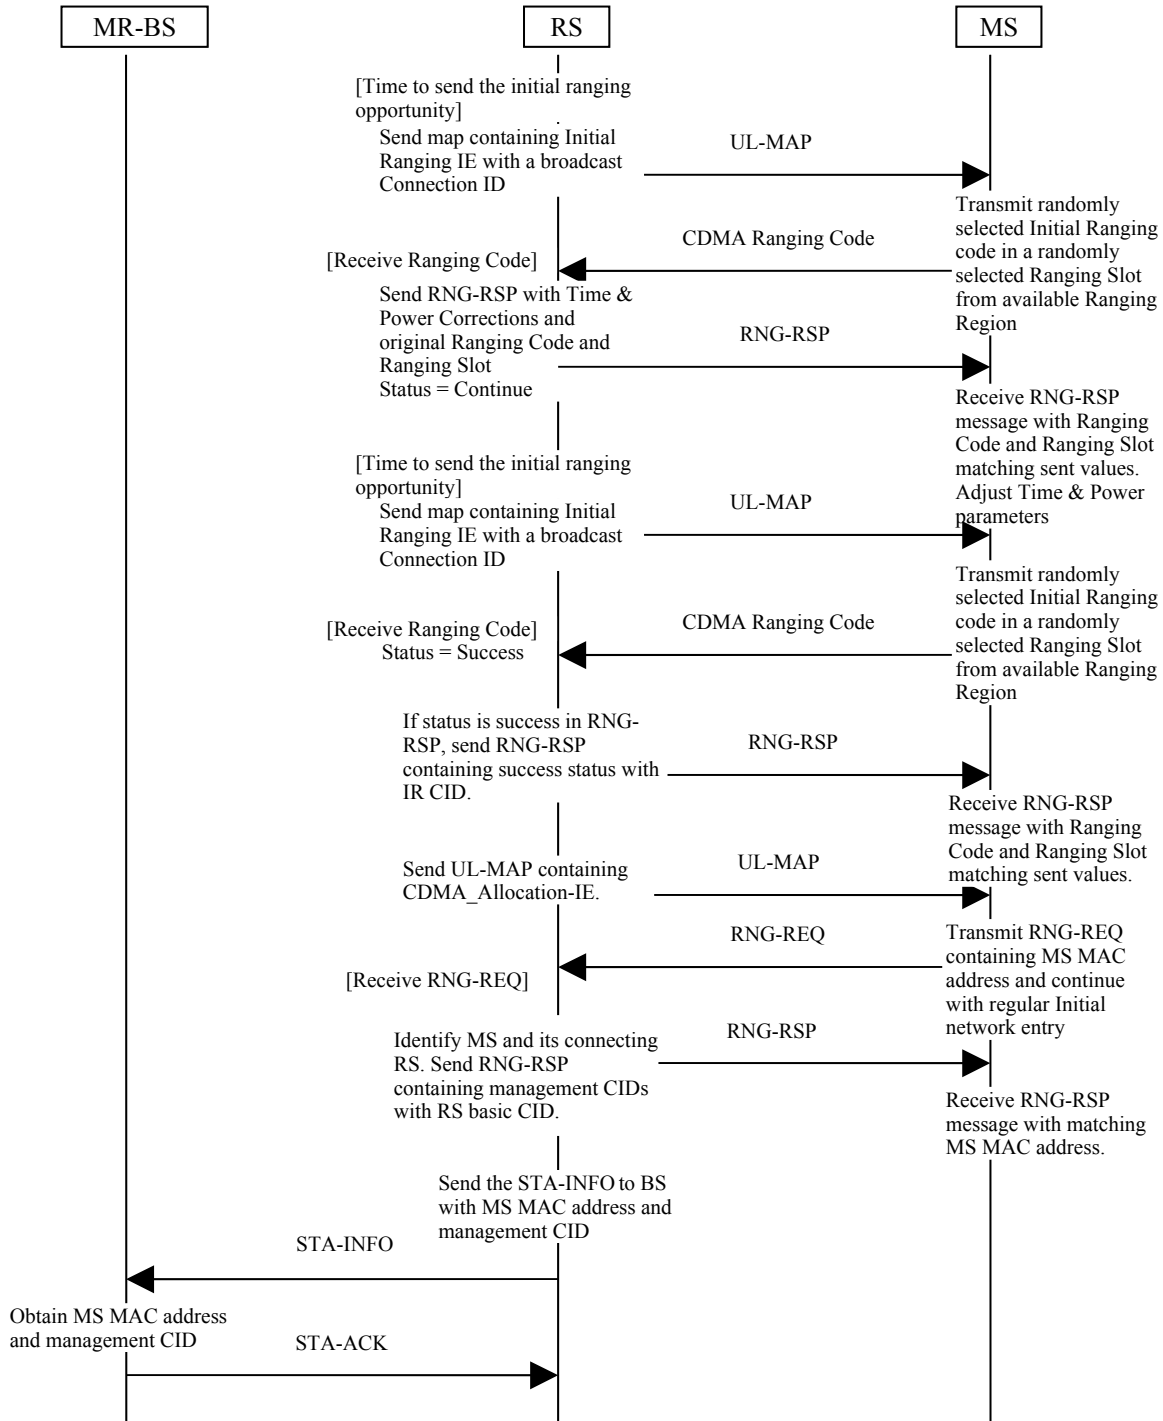 MR-BS
RS
MS
[Time to send the initial ranging
opportunity]
Send map containing Initial
Ranging IE with a broadcast
Connection ID
UL-MAP
Transmit randomly
selected Initial Ranging
code in a randomly
selected Ranging Slot
from available Ranging
Region
CDMA Ranging Code
[Receive Ranging Code]
Send RNG-RSP with Time &
Power Corrections and
original Ranging Code and
Ranging Slot
Status = Continue
RNG-RSP
Receive RNG-RSP
message with Ranging
Code and Ranging Slot
matching sent values.
Adjust Time & Power
parameters
[Time to send the initial ranging
opportunity]
Send map containing Initial
Ranging IE with a broadcast
Connection ID
UL-MAP
Transmit randomly
selected Initial Ranging
code in a randomly
selected Ranging Slot
from available Ranging
Region
CDMA Ranging Code
[Receive Ranging Code]
Status = Success
If status is success in RNG-
RSP, send RNG-RSP
containing success status with
IR CID.
RNG-RSP
Receive RNG-RSP
message with Ranging
Code and Ranging Slot
matching sent values.
Send UL-MAP containing
CDMA_Allocation-IE.
UL-MAP
RNG-REQ
Transmit RNG-REQ
containing MS MAC
address and continue
with regular Initial
network entry
[Receive RNG-REQ]
Identify MS and its connecting
RS. Send RNG-RSP
containing management CIDs
with RS basic CID.
RNG-RSP
Receive RNG-RSP
message with matching
MS MAC address.
Send the STA-INFO to BS
with MS MAC address and
management CID
STA-INFO
Obtain MS MAC address
and management CID
STA-ACK